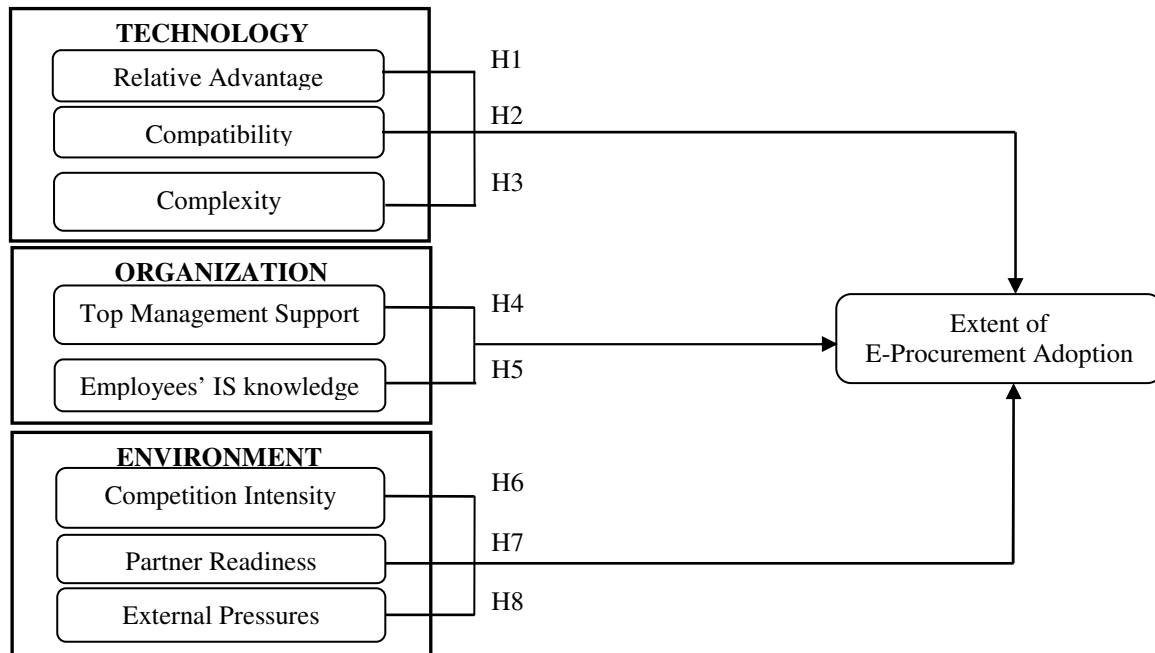 TECHNOLOGY
Relative Advantage
H1
Compatibility
H2
Complexity
H3
ORGANIZATION
Top Management Support
H4
Employees’ IS knowledge
H5
Extent of
E-Procurement Adoption
ENVIRONMENT
Competition Intensity
H6
Partner Readiness
H7
External Pressures
H8